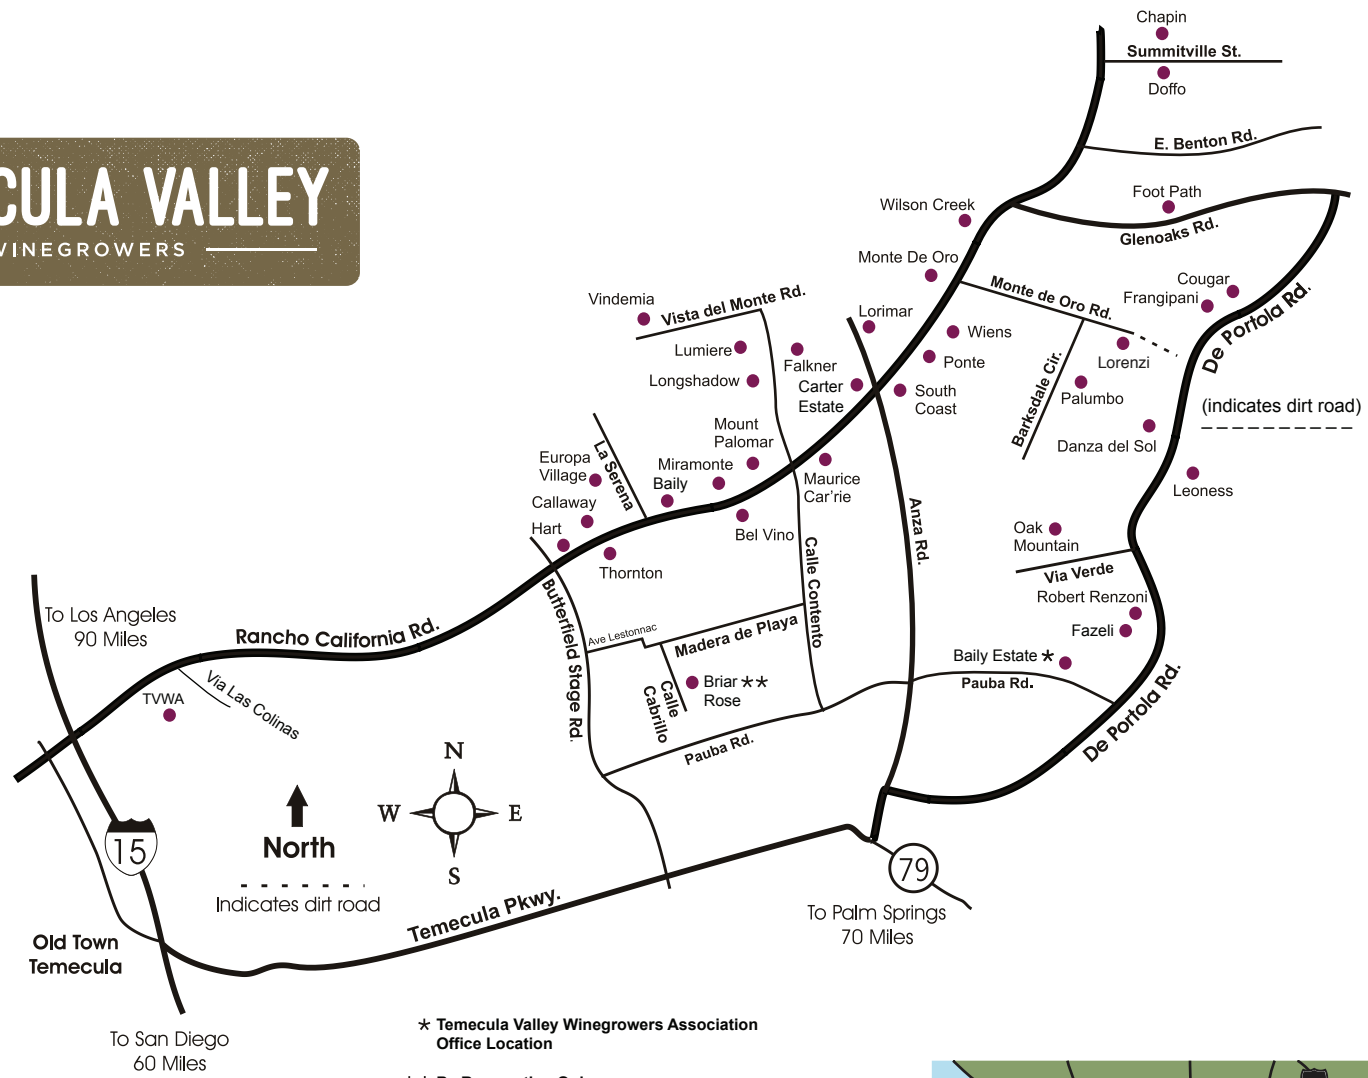 Chapin
Summitville St.
Doffo
E. Benton Rd.
CULA VALLEY
WINEGROWERS
Foot Path
Wilson Creek
Glenoaks Rd.
Monte De Oro
Cougar
Monte de Oro Rd.
Frangipani
Vindemia
Vista del Monte Rd.
Lorimar
De Portola Rd.
Wiens
Lumiere
Falkner
Ponte
Lorenzi
Longshadow
Carter
Estate
South
Coast
Barksdale Cir.
Palumbo
(indicates dirt road)
Mount
Palomar
La Serena
Danza del Sol
Europa
Village
Miramonte
Baily
Maurice
Car'rie
Leoness
Callaway
Anza Rd.
Hart
Bel Vino
Oak
Mountain
Thornton
Calle Contento
Via Verde
Butterfield Stage Rd.
Robert Renzoni
To Los Angeles
90 Miles
Rancho California Rd.
Ave Lestonnac
Madera de Playa
Fazeli
Baily Estate *
Via Las Colinas
TVWA
Calle
Cabrillo
Briar **
Rose
Pauba Rd.
De Portola Rd.
Pauba Rd.
N
W
E
S
15
North
Indicates dirt road
79
Temecula Pkwy.
To Palm Springs
70 Miles
Old Town
Temecula
To San Diego
60 Miles
* Temecula Valley Winegrowers Association
Office Location